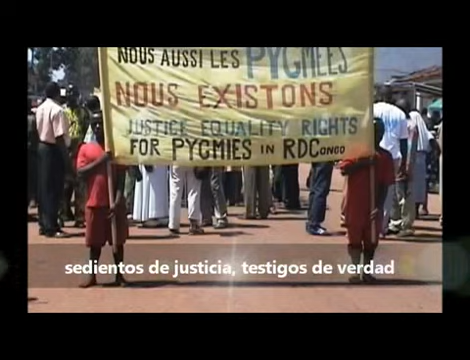 NOUS AUSSI LES PYGMEES
NOUS EXISTONS
JUSTICE EQUALITY RIGHTS
FOR PYGMIES IN RDCongo
sedientos de justicia, testigos de verdad